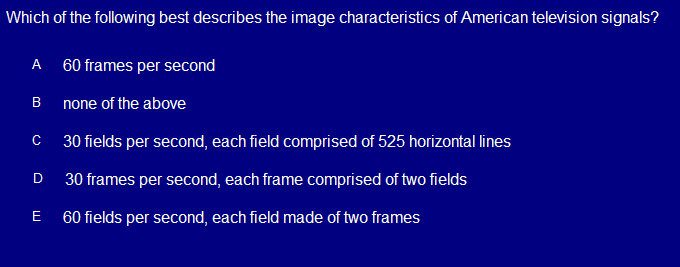 Which of the following best describes the image characteristics of American television signals?
A 60 frames per second
B none of the above
C 30 fields per second, each field comprised of 525 horizontal lines
D 30 frames per second, each frame comprised of two fields
E 60 fields per second, each field made of two frames